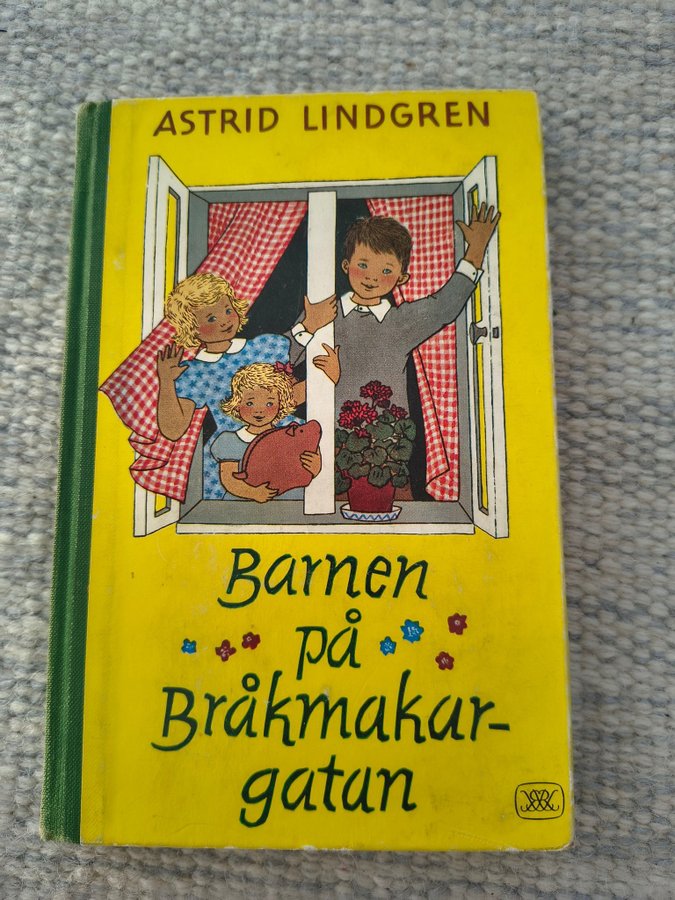 ASTRID LINDGREN
Barnen
på
Bråkmakar-
gatan